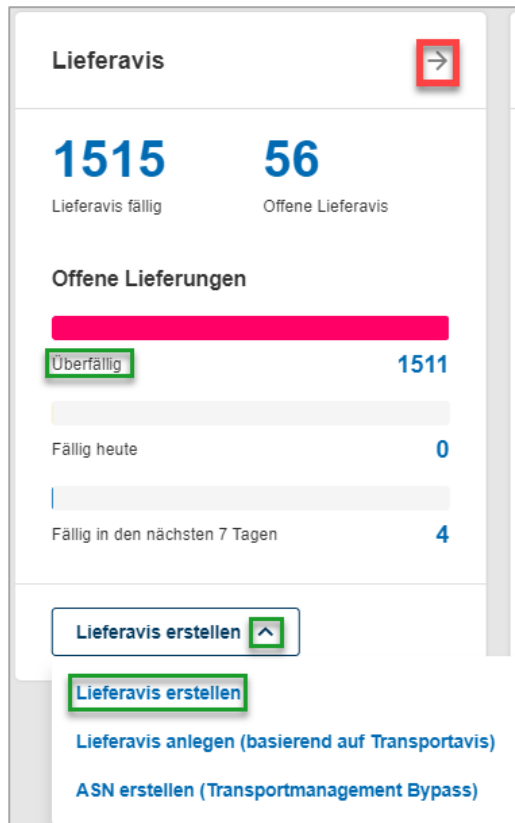 Lieferavis
1515 56
Lieferavis fällig Offene Lieferavis
Offene Lieferungen
Überfällig 1511
Fällig heute 0
Fällig in den nächsten 7 Tagen 4
Lieferavis erstellen
Lieferavis erstellen
Lieferavis anlegen (basierend auf Transportavis)
ASN erstellen (Transportmanagement Bypass)